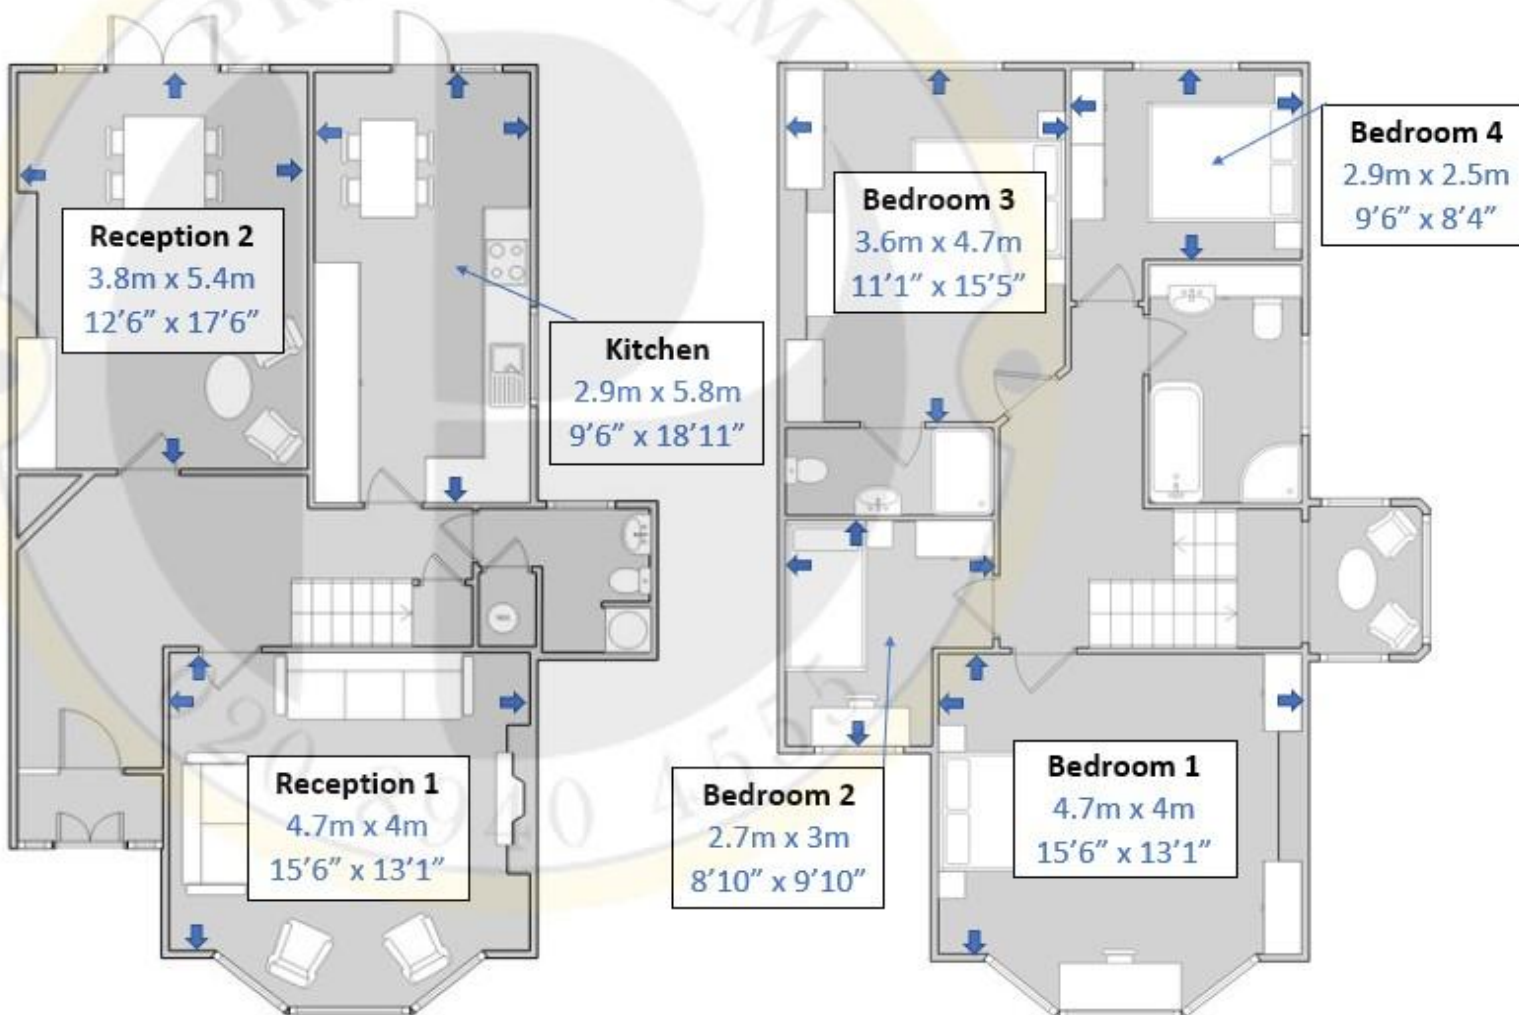 Reception 2
3.8m x 5.4m
12’6” x 17’6”
Kitchen
2.9m x 5.8m
9’6” x 18’11”
Reception 1
4.7m x 4m
15’6” x 13’1”
Bedroom 3
3.6m x 4.7m
11’1” x 15’5”
Bedroom 4
2.9m x 2.5m
9’6” x 8’4”
Bedroom 2
2.7m x 3m
8’10” x 9’10”
Bedroom 1
4.7m x 4m
15’6” x 13’1”
20 8940 4555